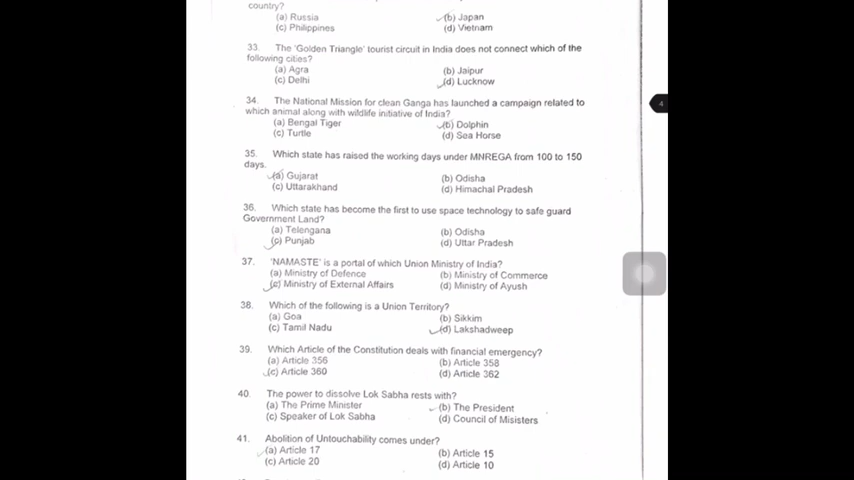 country?
(a) Russia (b) Japan
(c) Philippines (d) Vietnam
33. The 'Golden Triangle' tourist circuit in India does not connect which of the
following cities?
(a) Agra (b) Jaipur
(c) Delhi (d) Lucknow
34. The National Mission for clean Ganga has launched a campaign related to
which animal along with wildlife initiative of India?
(a) Bengal Tiger (b) Dolphin
(c) Turtle (d) Sea Horse
35. Which state has raised the working days under MNREGA from 100 to 150
days.
(a) Gujarat (b) Odisha
(c) Uttarakhand (d) Himachal Pradesh
36. Which state has become the first to use space technology to safe guard
Government Land?
(a) Telengana (b) Odisha
(c) Punjab (d) Uttar Pradesh
37. 'NAMASTE' is a portal of which Union Ministry of India?
(a) Ministry of Defence (b) Ministry of Commerce
(c) Ministry of External Affairs (d) Ministry of Ayush
38. Which of the following is a Union Territory?
(a) Goa (b) Sikkim
(c) Tamil Nadu (d) Lakshadweep
39. Which Article of the Constitution deals with financial emergency?
(a) Article 356 (b) Article 358
(c) Article 360 (d) Article 362
40. The power to dissolve Lok Sabha rests with?
(a) The Prime Minister (b) The President
(c) Speaker of Lok Sabha (d) Council of Misisters
41. Abolition of Untouchability comes under?
(a) Article 17 (b) Article 15
(c) Article 20 (d) Article 10
4